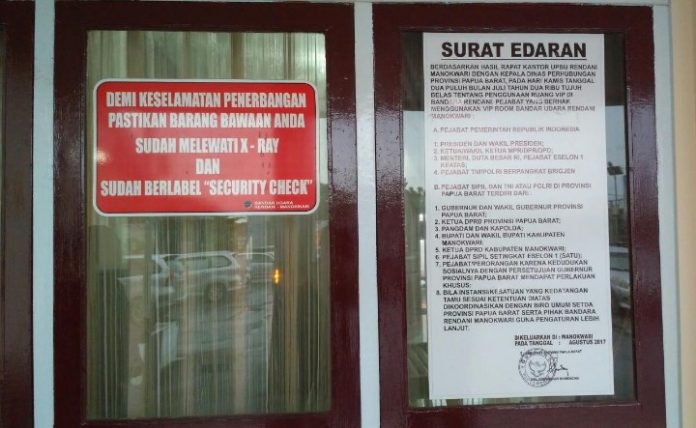 DEMI KESELAMATAN PENERBANGAN
PASTIKAN BARANG BAWAAN ANDA
SUDAH MELEWATI X - RAY
DAN
SUDAH BERLABEL "SECURITY CHECK"
BANDAR UDARA
RENDANI - MANOKWARI
SURAT EDARAN
BERDASARKAN HASIL RAPAT KANTOR UPBU RENDANI
MANOKWARI DENGAN KEPALA DINAS PERHUBUNGAN
PROVINSI PAPUA BARAT, PADA HARI KAMIS TANGGAL
DUA PULUH BULAN JULI TAHUN DUA RIBU TUJUH
BELAS TENTANG PENGGUNAAN RUANG VIP DI
BANDARA RENDANI. PEJABAT YANG BERHAK
MENGGUNAKAN VIP ROOM BANDAR UDARA RENDANI
MANOKWARI :
A. PEJABAT PEMERINTAH REPUBLIK INDONESIA
1. PRESIDEN DAN WAKIL PRESIDEN;
2. KETUA/WAKIL KETUA MPR/DPR/DPD;
3. MENTERI, DUTA BESAR RI, PEJABAT ESELON 1
KEATAS;
4. PEJABAT TNI/POLRI BERPANGKAT BRIGJEN
PEJABAT SIPIL DAN TNI ATAU POLRI DI PROVINSI
PAPUA BARAT TERDIRI DARI:
1. GUBERNUR DAN WAKIL GUBERNUR PROVINSI
PAPUA BARAT;
2. KETUA DPRD PROVINSI PAPUA BARAT;
3. PANGDAM DAN KAPOLDA;
4. BUPATI DAN WAKIL BUPATI KABUPATEN
MANOKWARI;
5. KETUA DPRD KABUPATEN MANOKWARI;
6. PEJABAT SIPIL SETINGKAT ESELON 1 (SATU);
7. PEJABAT/PERORANGAN KARENA KEDUDUKAN
SOSIALNYA DENGAN PERSETUJUAN GUBERNUR
PROVINSI PAPUA BARAT MENDAPAT PERLAKUAN
KHUSUS;
8. BILA INSTANSI/KESATUAN YANG KEDATANGAN
TAMU SESUAI KETENTUAN DIATAS
DIKOORDINASIKAN DENGAN BIRO UMUM SETDA
PROVINSI PAPUA BARAT SERTA PIHAK BANDARA
RENDANI MANOKWARI GUNA PENGATURAN LEBIH
LANJUT.
DIKELUARKAN DI : MANOKWARI
PADA TANGGAL : AGUSTUS 2017
PAPUA BARAT